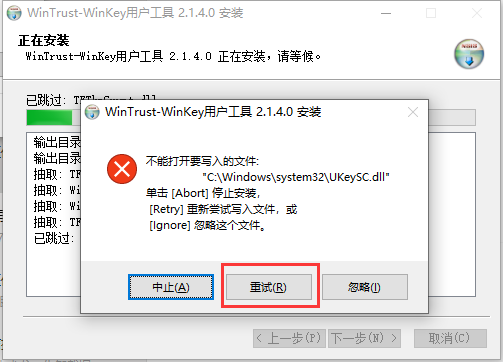 WinTrust-WinKey用户工具 2.1.4.0 安装
正在安装
WinTrust-WinKey用户工具 2.1.4.0 正在安装，请等候。
已跳过:
WinTrust-WinKey用户工具 2.1.4.0 安装
输出目录
输出目录
抽取:
抽取:
抽取:
抽取:
已跳过
不能打开要写入的文件:
"C:\Windows\system32\UKeySC.dll"
单击 [Abort] 停止安装，
[Retry] 重新尝试写入文件，或
[Ignore] 忽略这个文件。
中止(A) 重试(R) 忽略(I)
< 上一步(P) 下一步(N) > 取消(C)